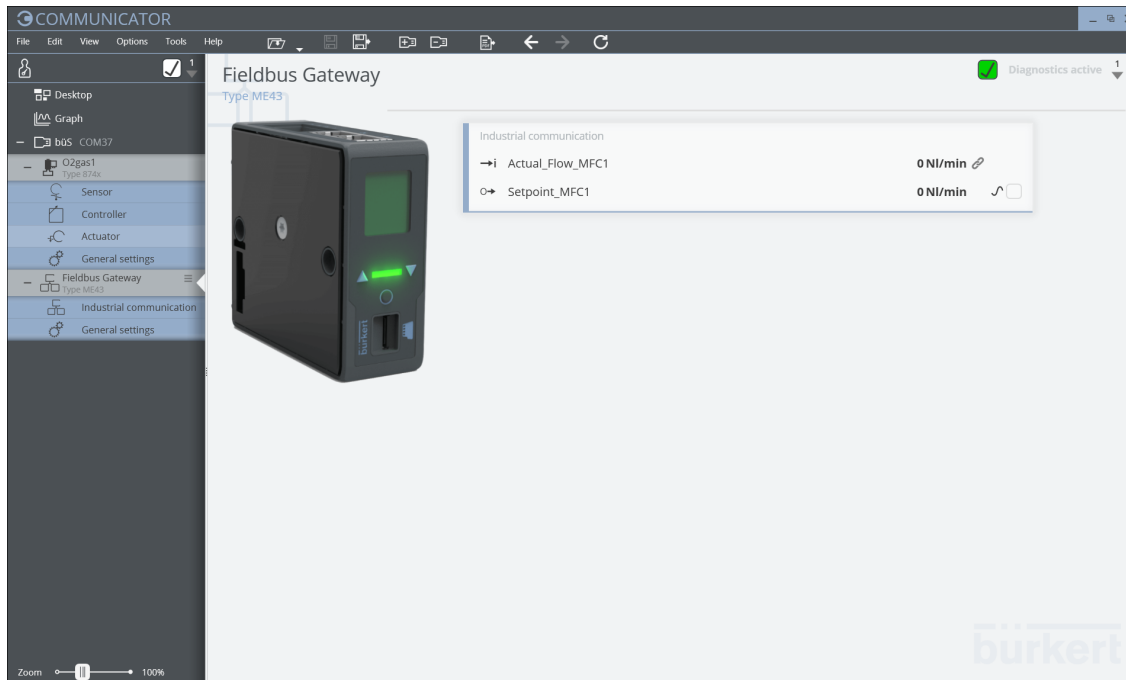 COMMUNICATOR
File Edit View Options Tools Help
1
Desktop
Graph
büS COM37
O2gas1
Type 874x
Sensor
Controller
Actuator
General settings
Fieldbus Gateway
Type ME43
Industrial communication
General settings
Zoom 100%
Fieldbus Gateway
Type ME43
Diagnostics active 1
Industrial communication
Actual_Flow_MFC1 0 Nl/min
Setpoint_MFC1 0 Nl/min
bürkert
burkert